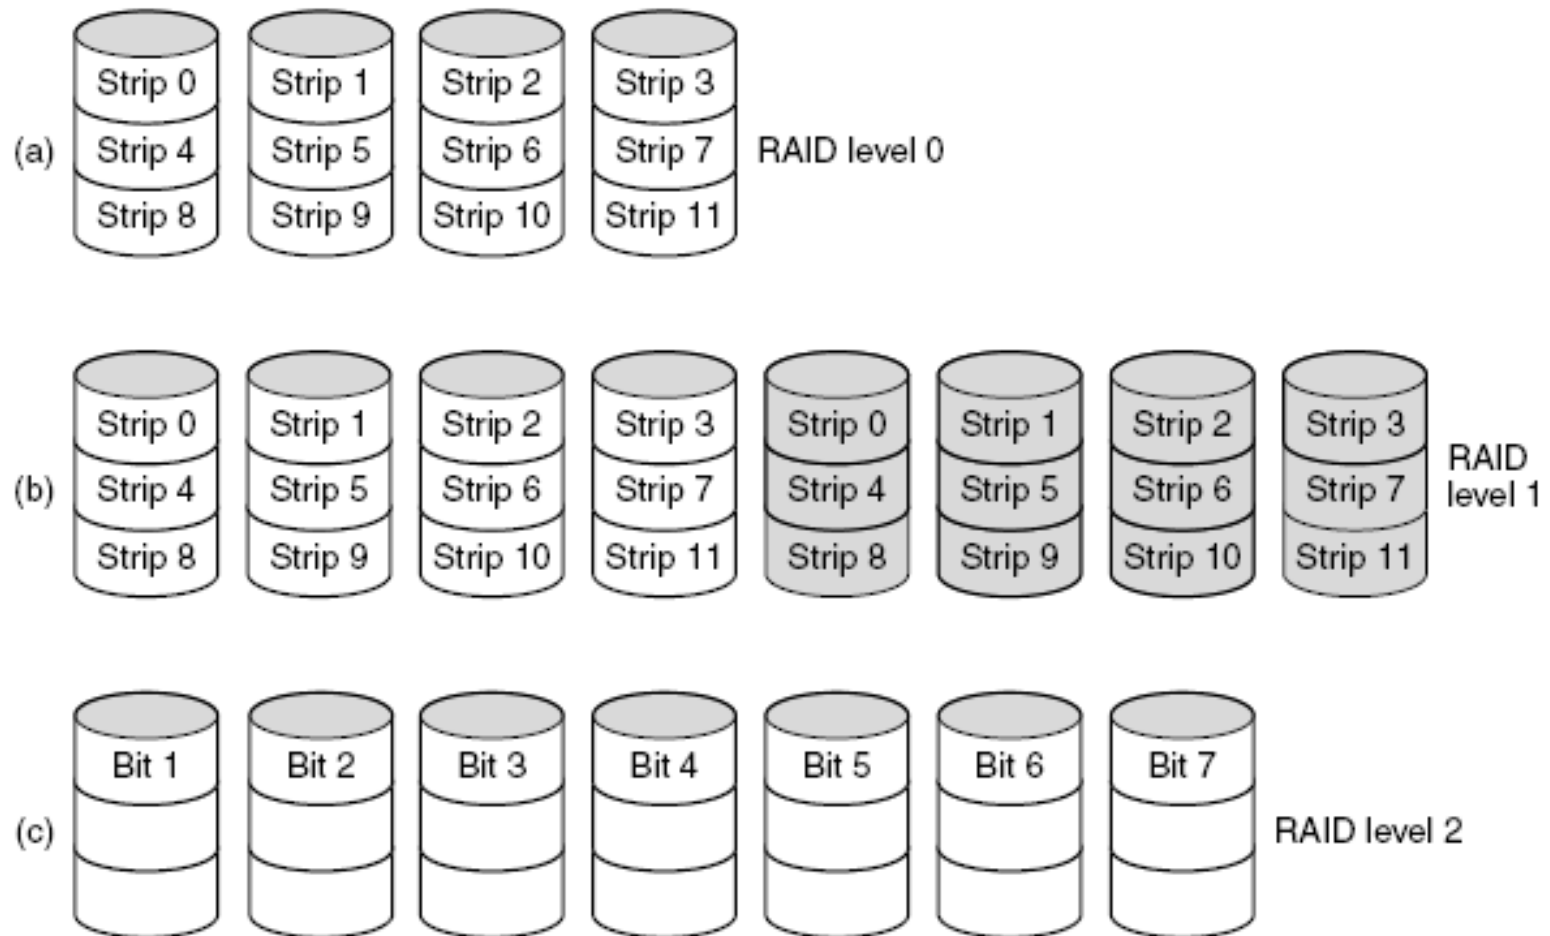 Strip 0 Strip 1 Strip 2 Strip 3
(a) Strip 4 Strip 5 Strip 6 Strip 7 RAID level 0
Strip 8 Strip 9 Strip 10 Strip 11
Strip 0 Strip 1 Strip 2 Strip 3 Strip 0 Strip 1 Strip 2 Strip 3
(b) Strip 4 Strip 5 Strip 6 Strip 7 Strip 4 Strip 5 Strip 6 Strip 7 RAID
level 1
Strip 8 Strip 9 Strip 10 Strip 11 Strip 8 Strip 9 Strip 10 Strip 11
Bit 1 Bit 2 Bit 3 Bit 4 Bit 5 Bit 6 Bit 7
(c) RAID level 2